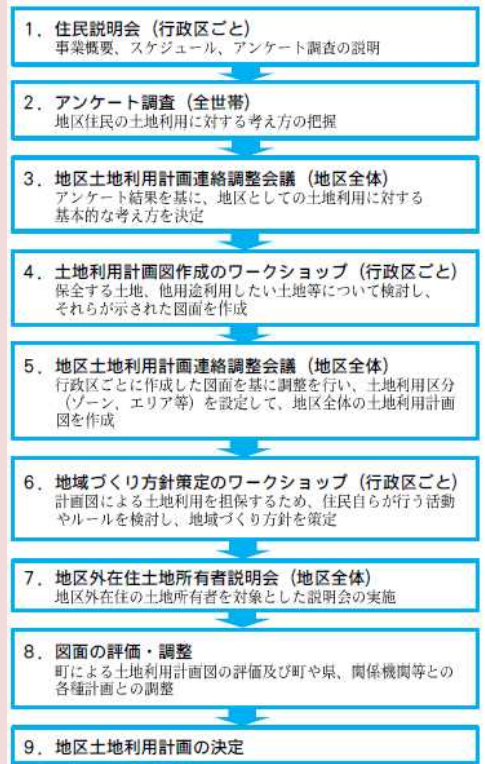 1．住民説明会（行政区ごと）
事業概要、スケジュール、アンケート調査の説明
2．アンケート調査（全世帯）
地区住民の土地利用に対する考え方の把握
3．地区土地利用計画連絡調整会議（地区全体）
アンケート結果を基に、地区としての土地利用に対する
基本的な考え方を決定
4．土地利用計画図作成のワークショップ（行政区ごと）
保全する土地、他用途利用したい土地等について検討し、
それらが示された図面を作成
5．地区土地利用計画連絡調整会議（地区全体）
行政区ごとに作成した図面を基に調整を行い、土地利用区分
（ゾーン、エリア等）を設定して、地区全体の土地利用計画
図を作成
6．地域づくり方針策定のワークショップ（行政区ごと）
計画図による土地利用を担保するため、住民自らが行う活動
やルールを検討し、地域づくり方針を策定
7．地区外在住土地所有者説明会（地区全体）
地区外在住の土地所有者を対象とした説明会の実施
8．図面の評価・調整
町による土地利用計画図の評価及び町や県、関係機関等との
各種計画との調整
9．地区土地利用計画の決定